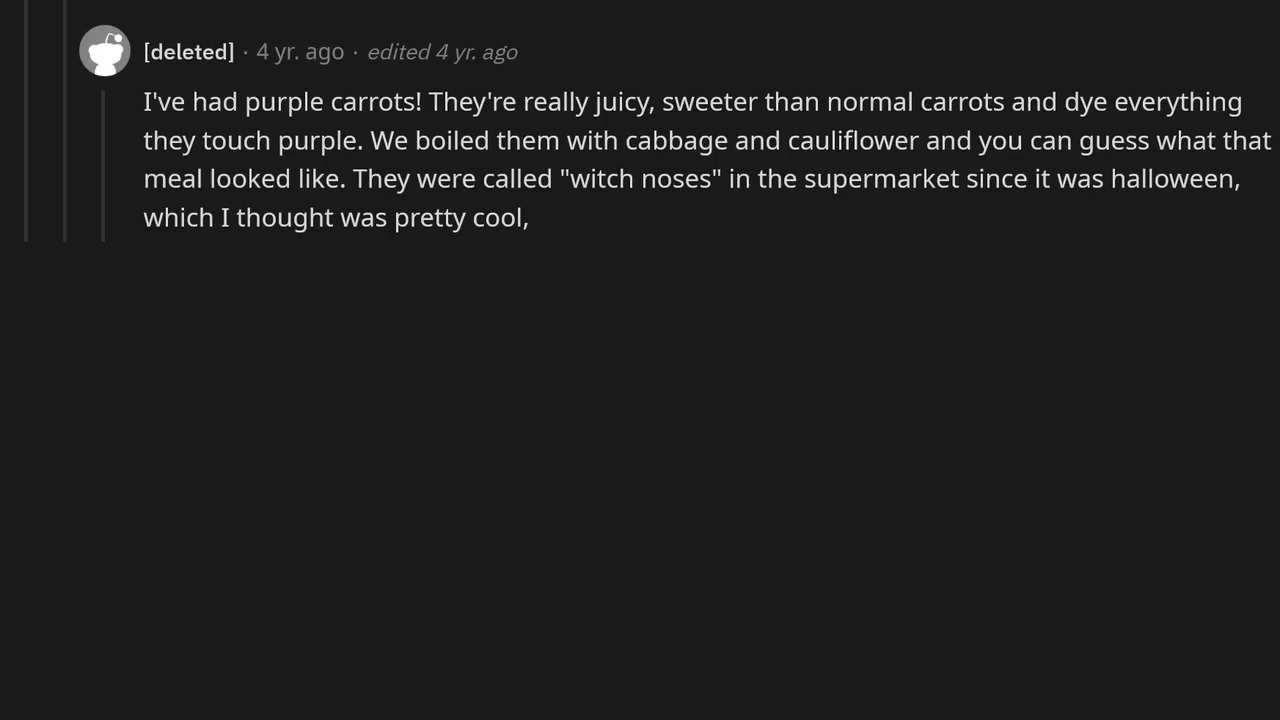 [deleted] · 4 yr. ago · edited 4 yr. ago
I've had purple carrots! They're really juicy, sweeter than normal carrots and dye everything
they touch purple. We boiled them with cabbage and cauliflower and you can guess what that
meal looked like. They were called "witch noses" in the supermarket since it was halloween,
which I thought was pretty cool,